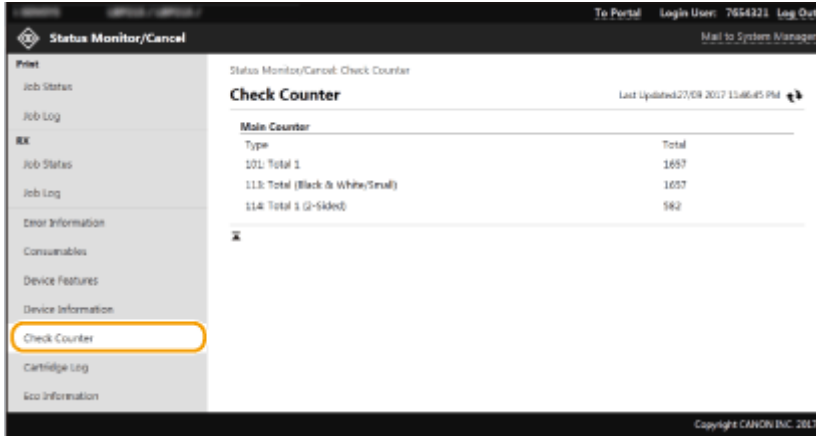 To Portal Login User: 7654321 Log Out
Status Monitor/Cancel
Mail to System Manager
Print
Job Status
Job Log
RX
Job Status
Job Log
Error Information
Consumables
Device Features
Device Information
Check Counter
Cartridge Log
Eco Information
Status Monitor/Cancel: Check Counter
Check Counter
Last Updated:27/09 2017 11:46:45 PM
Main Counter
Type Total
101: Total 1 1657
113: Total (Black & White/Small) 1657
114: Total 1 (2-Sided) 582
Copyright CANON INC. 2017